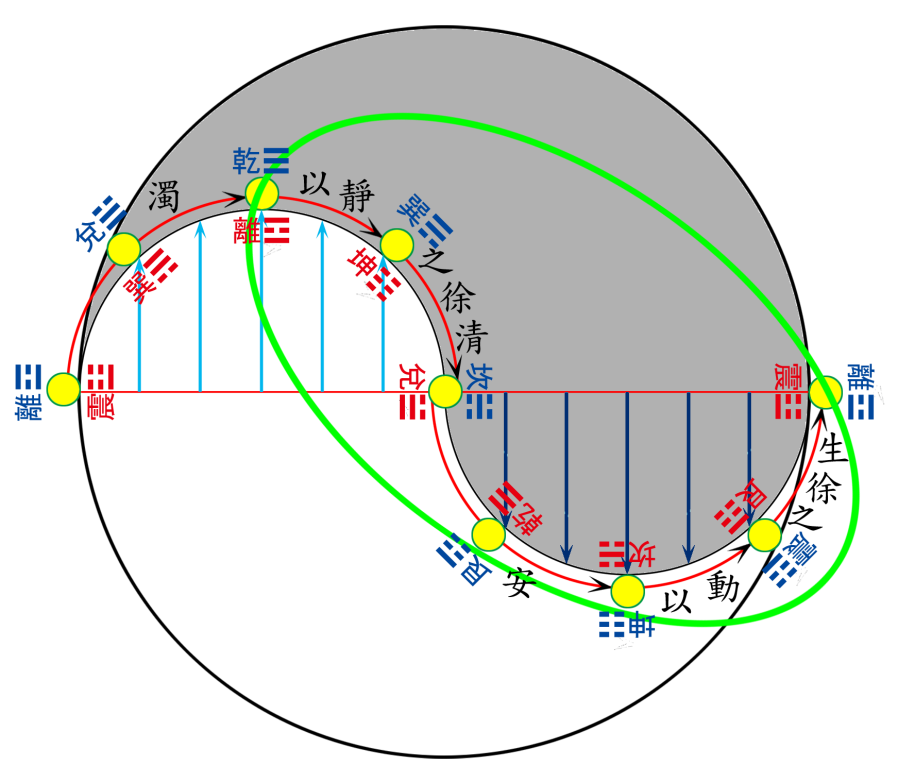 乾
濁
以
靜
兌
巽
離
巽
坤
之
徐
清
離
震
兌
坎
震
離
生
徐
之
震
乾
艮
艮
坎
安
以
動
坤